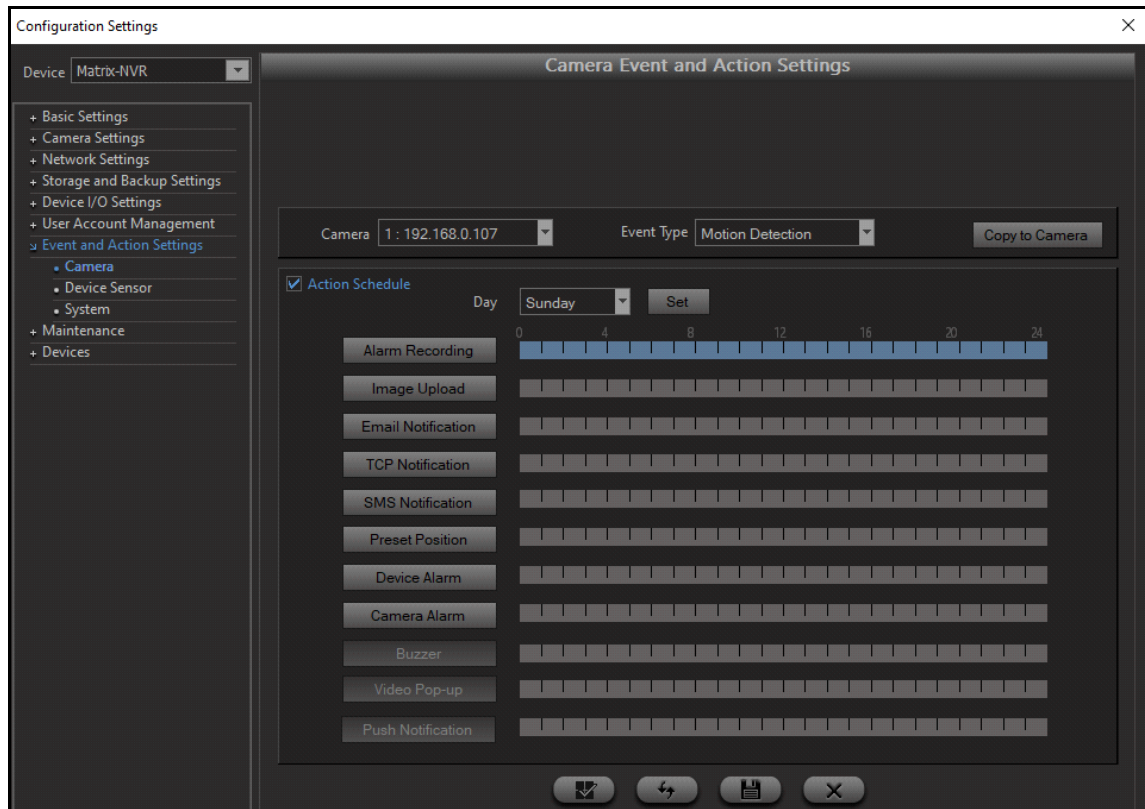 Configuration Settings
Device Matrix-NVR
+ Basic Settings
+ Camera Settings
+ Network Settings
+ Storage and Backup Settings
+ Device I/O Settings
+ User Account Management
Event and Action Settings
Camera
Device Sensor
System
+ Maintenance
+ Devices
Camera Event and Action Settings
Camera 1 : 192.168.0.107 Event Type Motion Detection Copy to Camera
Action Schedule
Day Sunday Set
0 4 8 12 16 20 24
Alarm Recording
Image Upload
Email Notification
TCP Notification
SMS Notification
Preset Position
Device Alarm
Camera Alarm
Buzzer
Video Pop-up
Push Notification